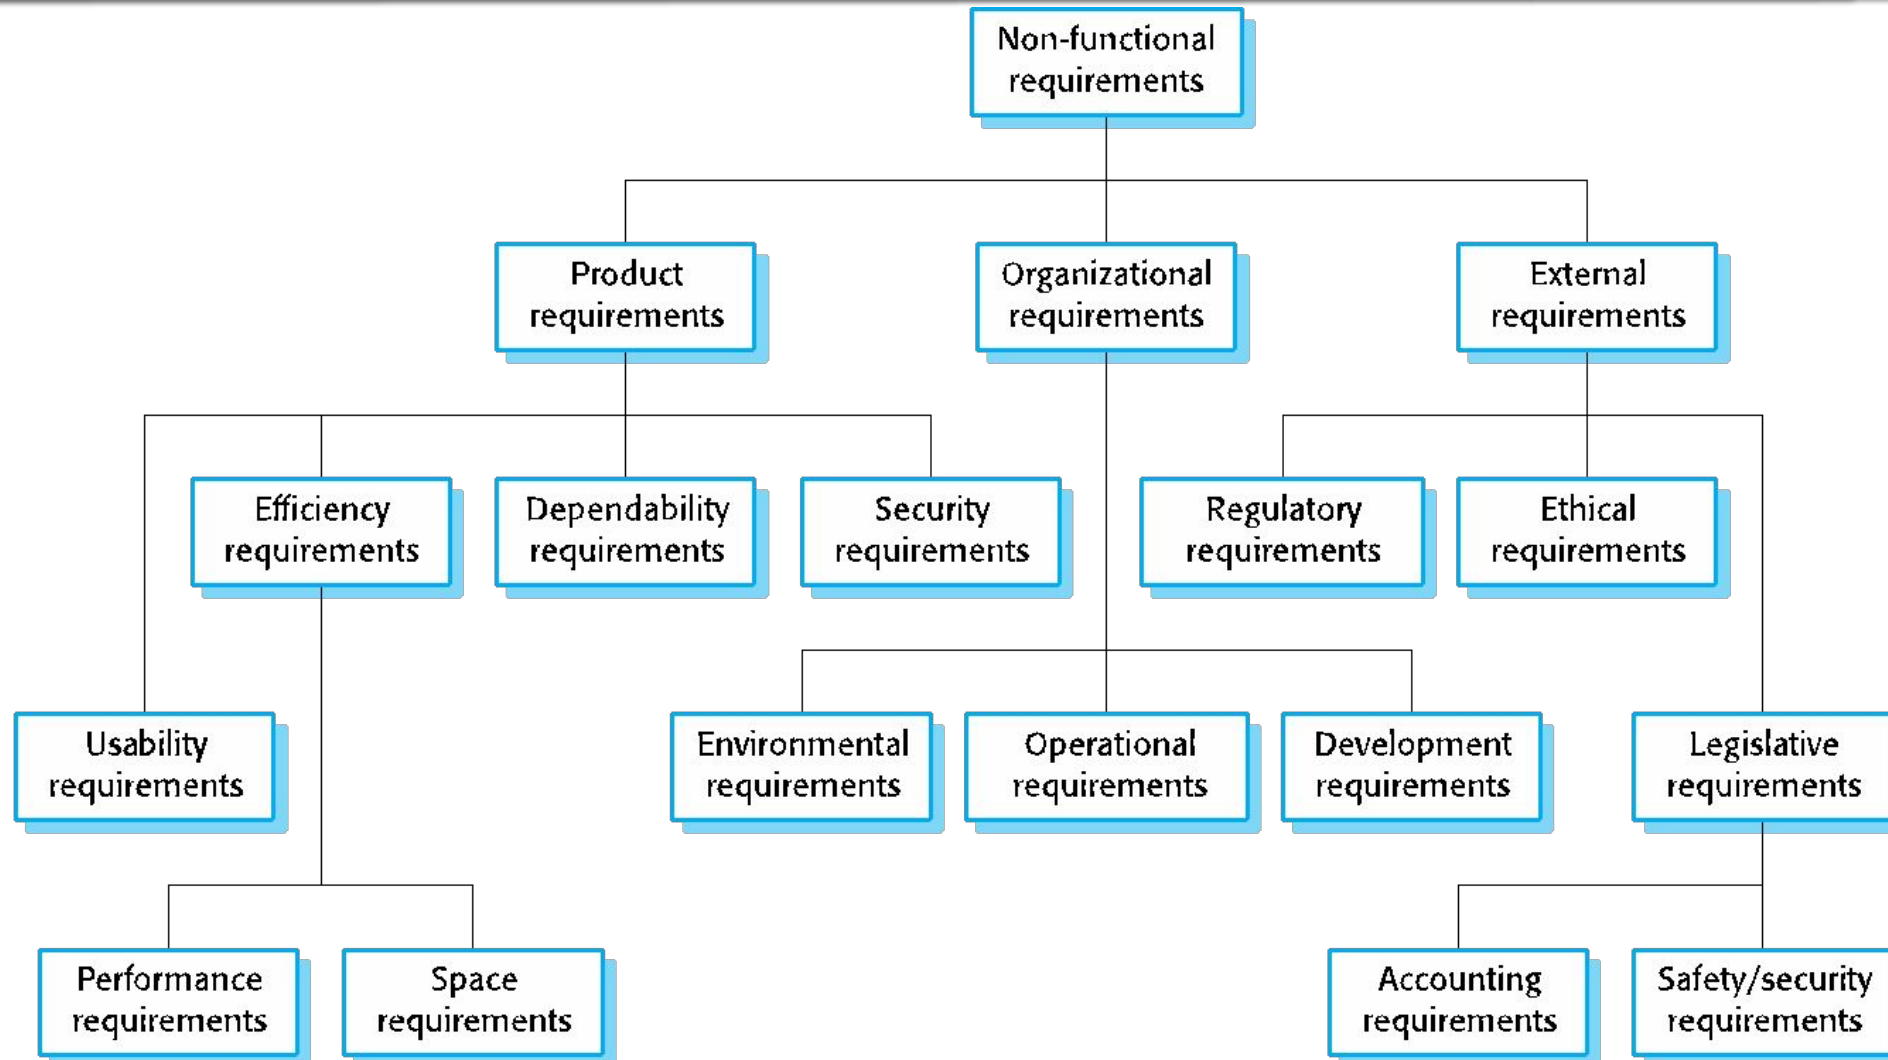 Non-functional
requirements
Product
requirements
Organizational
requirements
External
requirements
Efficiency
requirements
Dependability
requirements
Security
requirements
Regulatory
requirements
Ethical
requirements
Usability
requirements
Environmental
requirements
Operational
requirements
Development
requirements
Legislative
requirements
Performance
requirements
Space
requirements
Accounting
requirements
Safety/security
requirements